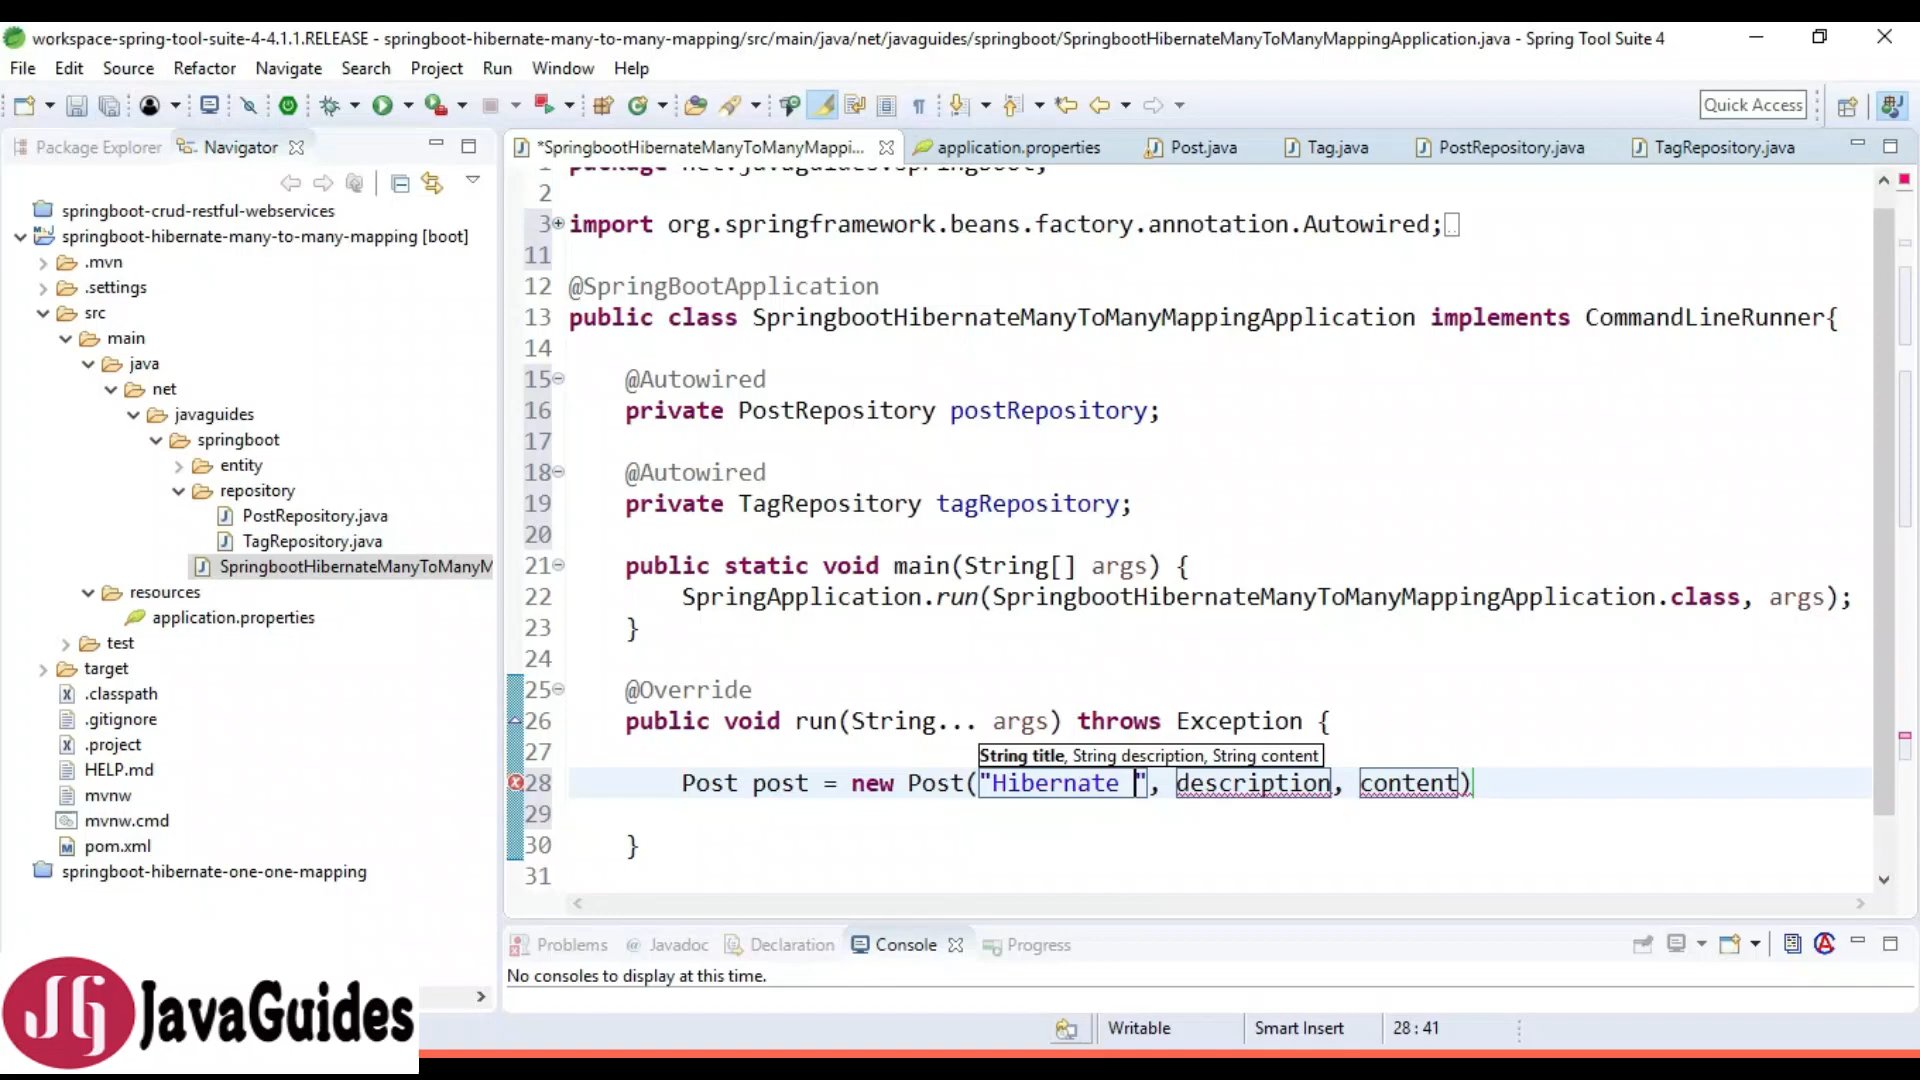 workspace-spring-tool-suite-4-4.1.1.RELEASE - springboot-hibernate-many-to-many-mapping/src/main/java/net/javaguides/springboot/SpringbootHibernateManyToManyMappingApplication.java - Spring Tool Suite 4
File Edit Source Refactor Navigate Search Project Run Window Help
Quick Access
Package Explorer Navigator
*SpringbootHibernateManyToManyMappi... application.properties Post.java Tag.java PostRepository.java TagRepository.java
springboot-crud-restful-webservices
springboot-hibernate-many-to-many-mapping [boot]
.mvn
.settings
src
main
java
net
javaguides
springboot
entity
repository
PostRepository.java
TagRepository.java
SpringbootHibernateManyToManyM
resources
application.properties
test
target
.classpath
.gitignore
.project
HELP.md
mvnw
mvnw.cmd
pom.xml
springboot-hibernate-one-one-mapping
1 package net.javaguides.springboot;
2
3 import org.springframework.beans.factory.annotation.Autowired;
11
12 @SpringBootApplication
13 public class SpringbootHibernateManyToManyMappingApplication implements CommandLineRunner{
14
15 @Autowired
16 private PostRepository postRepository;
17
18 @Autowired
19 private TagRepository tagRepository;
20
21 public static void main(String[] args) {
22 SpringApplication.run(SpringbootHibernateManyToManyMappingApplication.class, args);
23 }
24
25 @Override
26 public void run(String... args) throws Exception {
27
String title, String description, String content
28 Post post = new Post("Hibernate ", description, content)
29
30 }
31
Problems Javadoc Declaration Console Progress
No consoles to display at this time.
Writable Smart Insert 28 : 41
JG JavaGuides